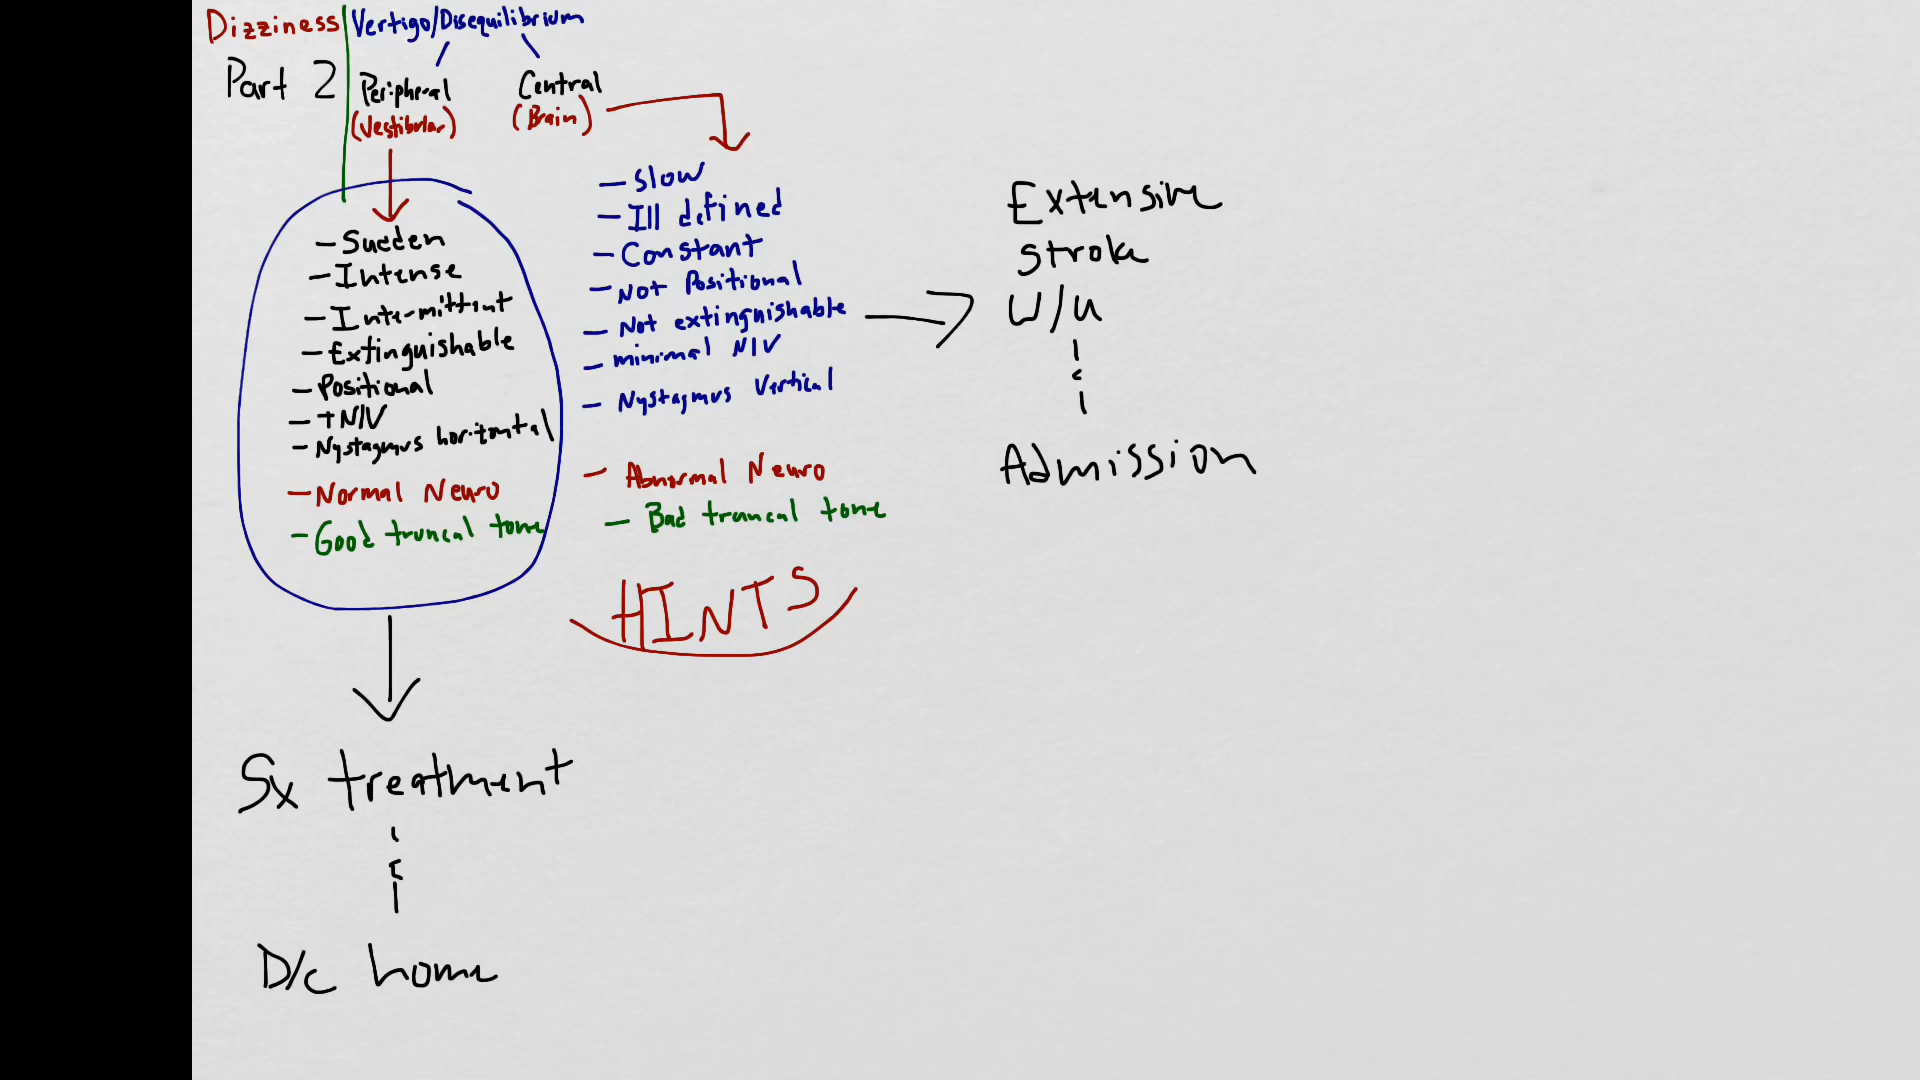 Dizziness
Part 2
Vertigo/Disequilibrium
Peripheral
(Vestibular)
Central
(Brain)
- Sudden
- Intense
- Intermittent
- Extinguishable
- Positional
- +N/V
- Nystagmus horizontal
- Normal Neuro
- Good truncal tone
- Slow
- Ill defined
- Constant
- Not Positional
- Not extinguishable
- minimal N/V
- Nystagmus Vertical
- Abnormal Neuro
- Bad truncal tone
HINTS
Extensive
stroke
W/u
Admission
Sx treatment
D/c home